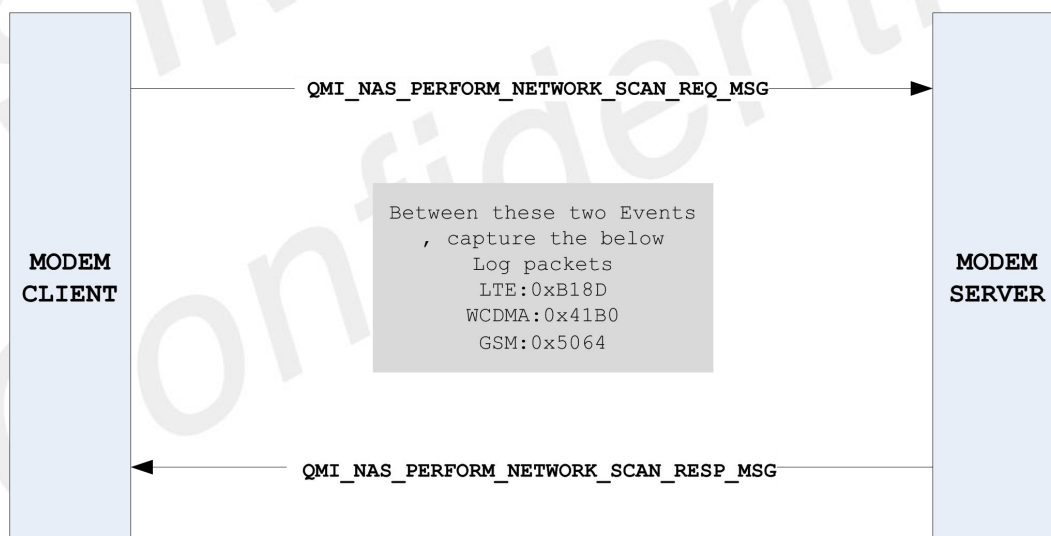 QMI_NAS_PERFORM_NETWORK_SCAN_REQ_MSG
Between these two Events
, capture the below
Log packets
LTE:0xB18D
WCDMA:0x41B0
GSM:0x5064
MODEM
CLIENT
MODEM
SERVER
QMI_NAS_PERFORM_NETWORK_SCAN_RESP_MSG